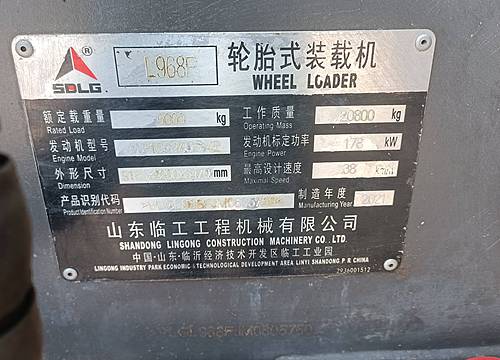 SDLG ® L968F 轮胎式装载机
WHEEL LOADER
额定载重量 kg 工作质量 20800 kg
Rated Load Operating Mass
发动机型号 发动机标定功率 178 kW
Engine Model Engine Power
外形尺寸 mm 最高设计速度 38
Dimension Maximal Speed
产品识别代码 制造年度 2021
Product Identification Number Manufacturing Year
山东临工工程机械有限公司
SHANDONG LINGONG CONSTRUCTION MACHINERY CO., LTD.
中国·山东·临沂经济技术开发区临工工业园
LINGONG INDUSTRY PARK ECONOMIC & TECHNOLOGICAL DEVELOPMENT AREA LINYI SHANDONG, P R CHINA
2936001512